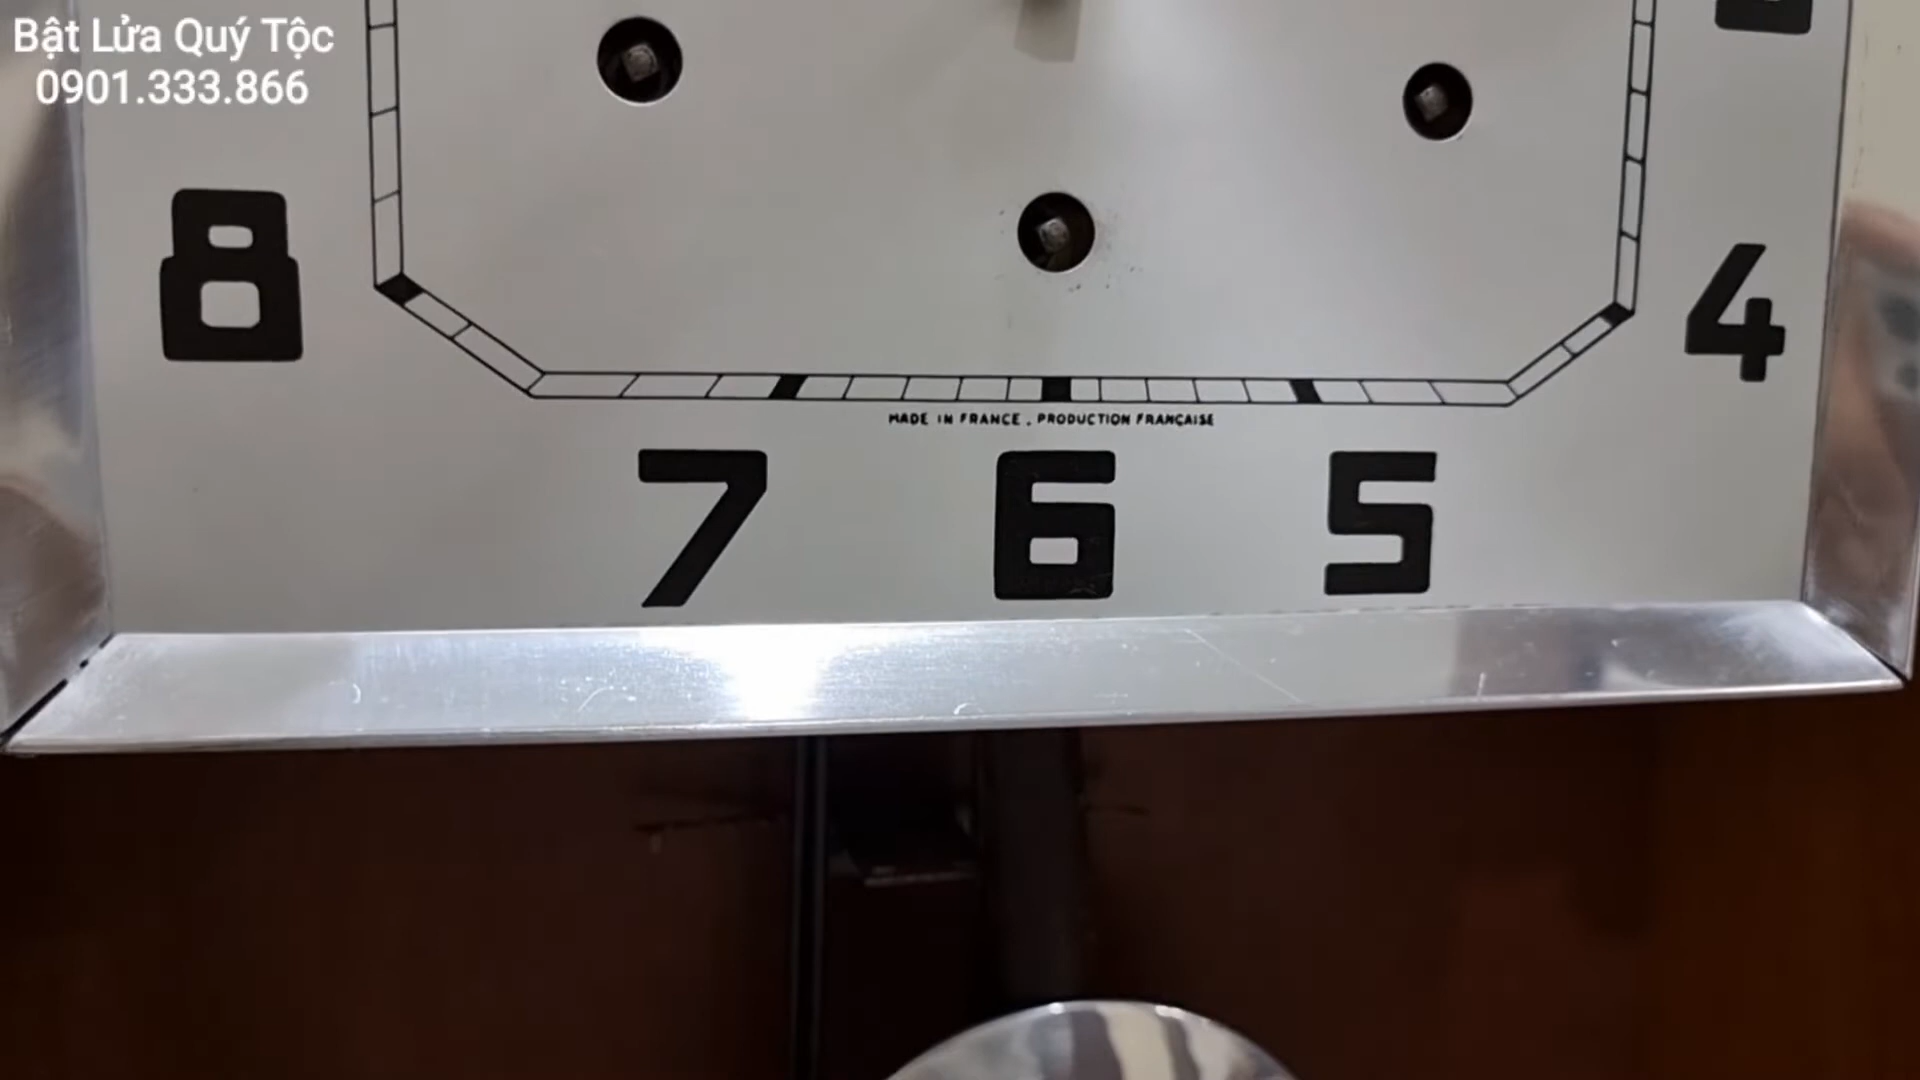 Bật Lửa Quý Tộc
0901.333.866
8
4
MADE IN FRANCE . PRODUCTION FRANÇAISE
7 6 5